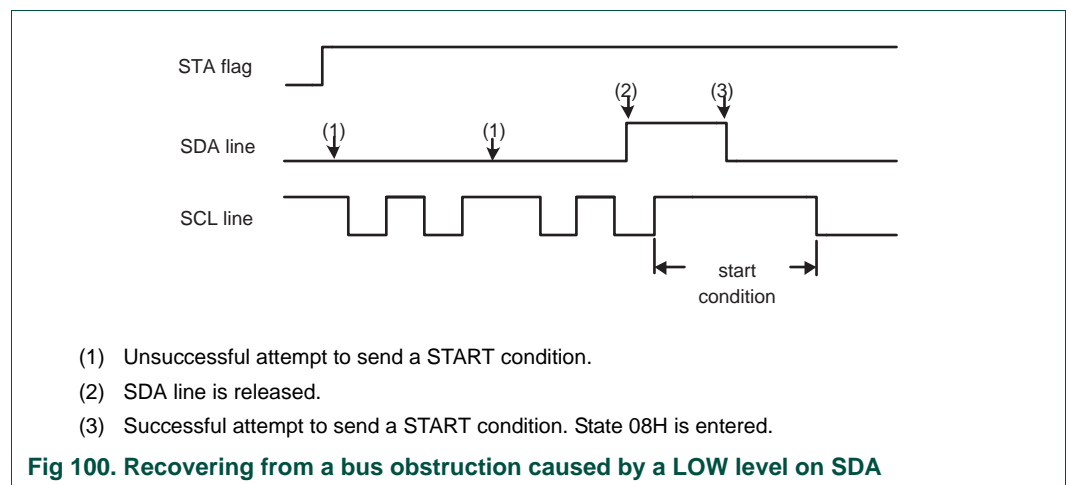 STA flag
(2) (3)
(1) (1)
SDA line
SCL line
start
condition
(1) Unsuccessful attempt to send a START condition.
(2) SDA line is released.
(3) Successful attempt to send a START condition. State 08H is entered.
Fig 100. Recovering from a bus obstruction caused by a LOW level on SDA